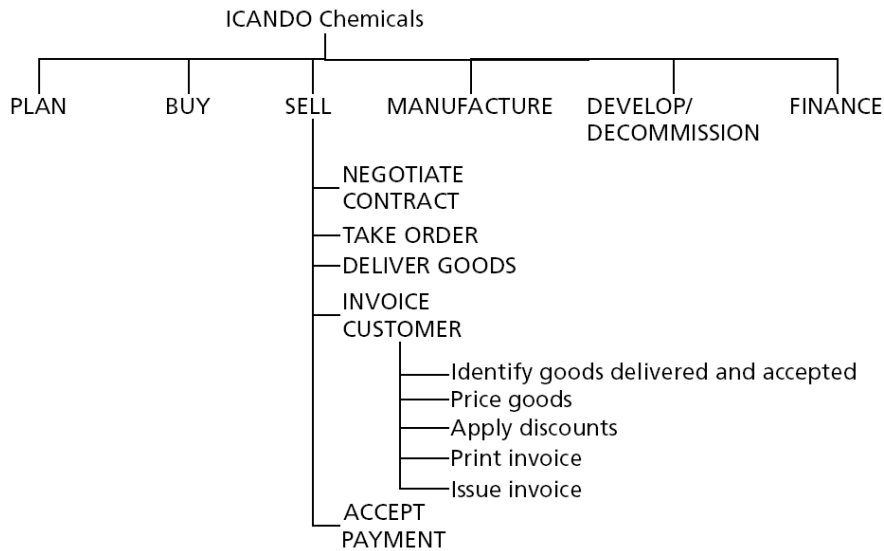 ICANDO Chemicals
PLAN
BUY
SELL
MANUFACTURE
DEVELOP/
DECOMMISSION
FINANCE
NEGOTIATE
CONTRACT
TAKE ORDER
DELIVER GOODS
INVOICE
CUSTOMER
Identify goods delivered and accepted
Price goods
Apply discounts
Print invoice
Issue invoice
ACCEPT
PAYMENT